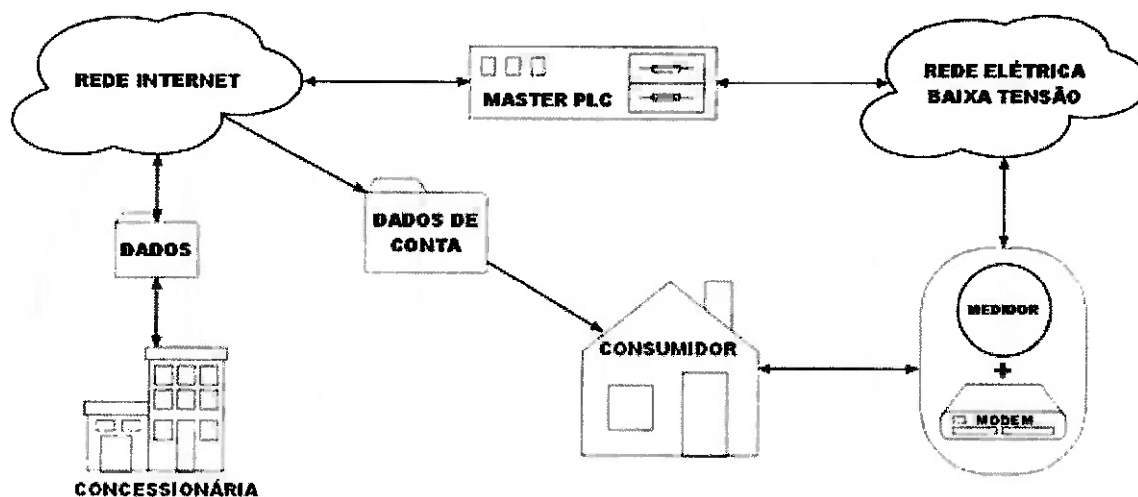 REDE INTERNET
MASTER PLC
REDE ELÉTRICA
BAIXA TENSÃO
DADOS
DADOS DE
CONTA
CONSUMIDOR
MEDIDOR
+
MODEM
CONCESSIONÁRIA